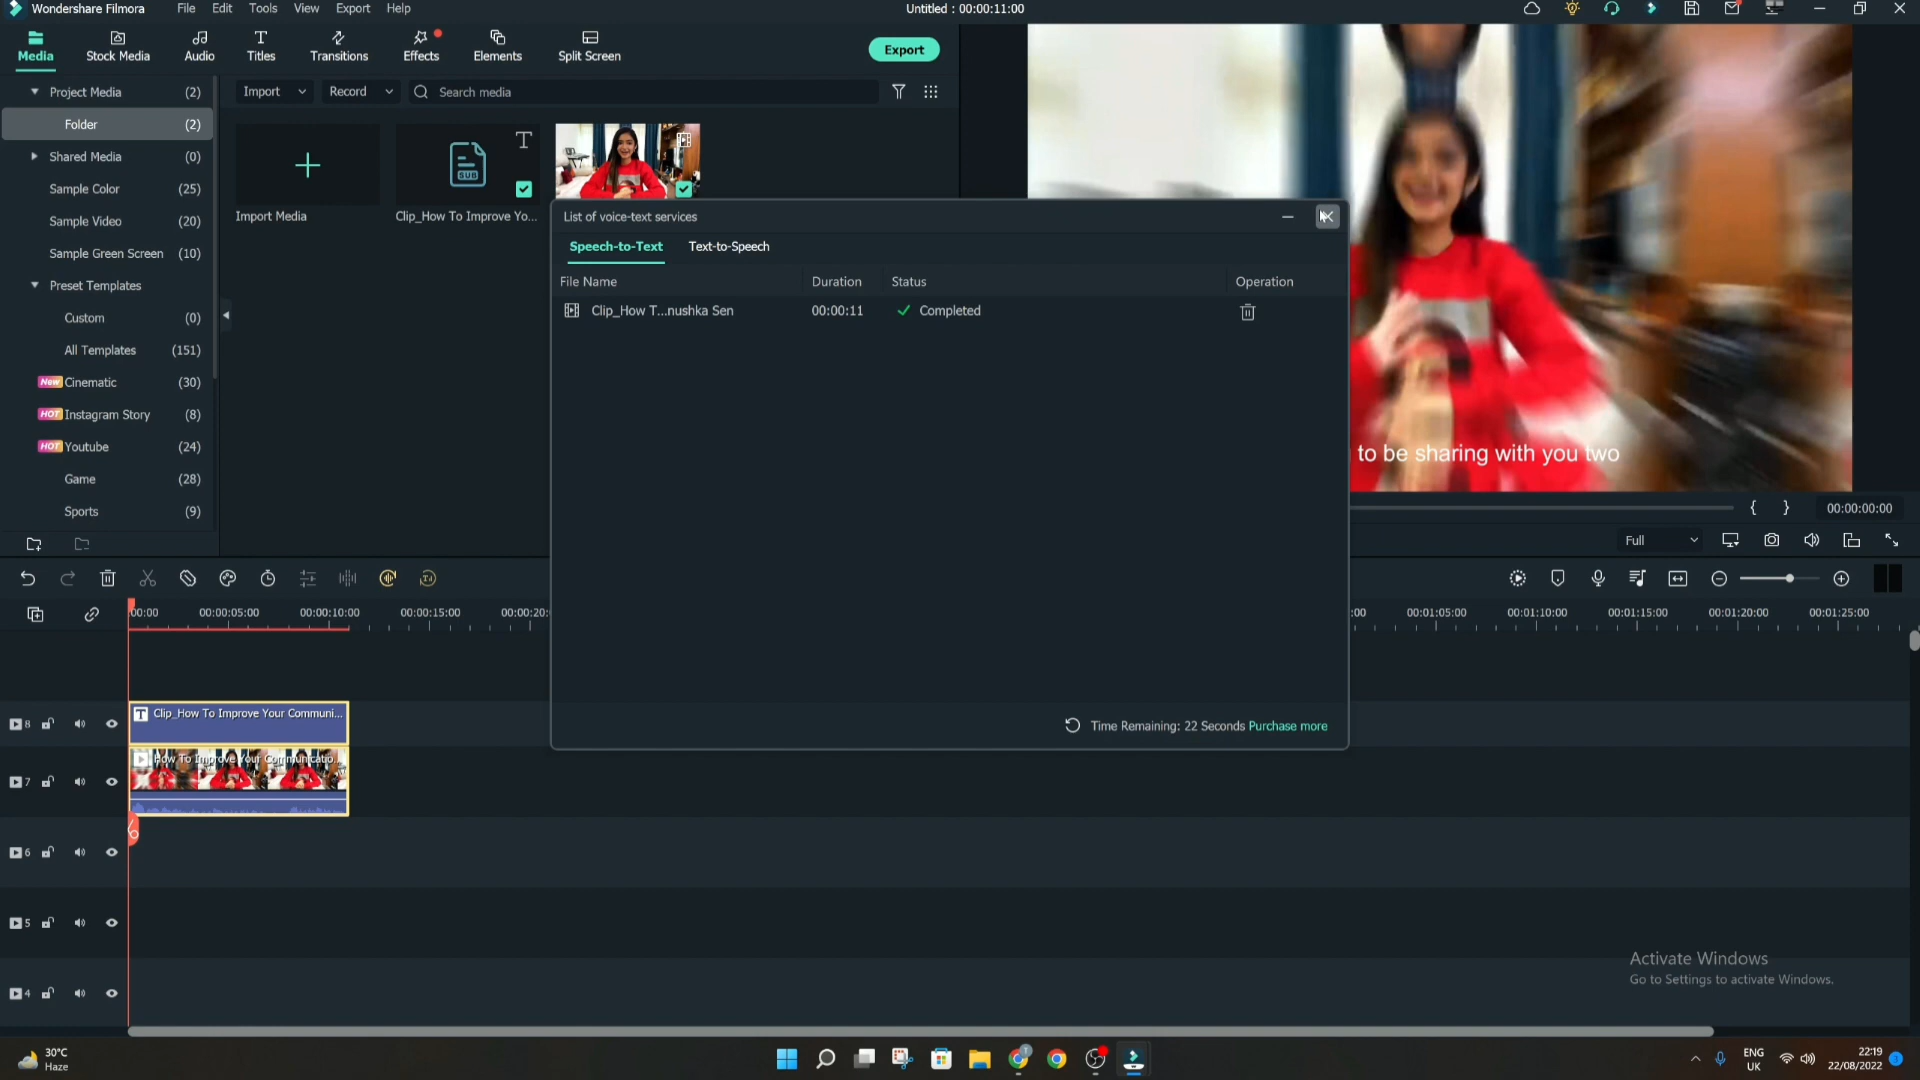 Wondershare Filmora File Edit Tools View Export Help Untitled : 00:00:11:00
Media Stock Media Audio Titles Transitions Effects Elements Split Screen Export
Project Media (2)
Folder (2)
Shared Media (0)
Sample Color (25)
Sample Video (20)
Sample Green Screen (10)
Preset Templates
Custom (0)
All Templates (151)
New Cinematic (30)
HOT Instagram Story (8)
HOT Youtube (24)
Game (28)
Sports (9)
Import Record Search media
T
SUB
Import Media Clip_How To Improve Yo...
List of voice-text services
Speech-to-Text Text-to-Speech
File Name Duration Status Operation
Clip_How T...nushka Sen 00:00:11 Completed
Time Remaining: 22 Seconds Purchase more
to be sharing with you two
{ } 00:00:00:00
Full
00:00 00:00:05:00 00:00:10:00 00:00:15:00 00:00:20: :00 00:01:05:00 00:01:10:00 00:01:15:00 00:01:20:00 00:01:25:00
8 T Clip_How To Improve Your Communi...
7 How To Improve Your Communicatio
6
5
4
Activate Windows
Go to Settings to activate Windows.
30°C
Haze
ENG
UK
22:19
22/08/2022
3